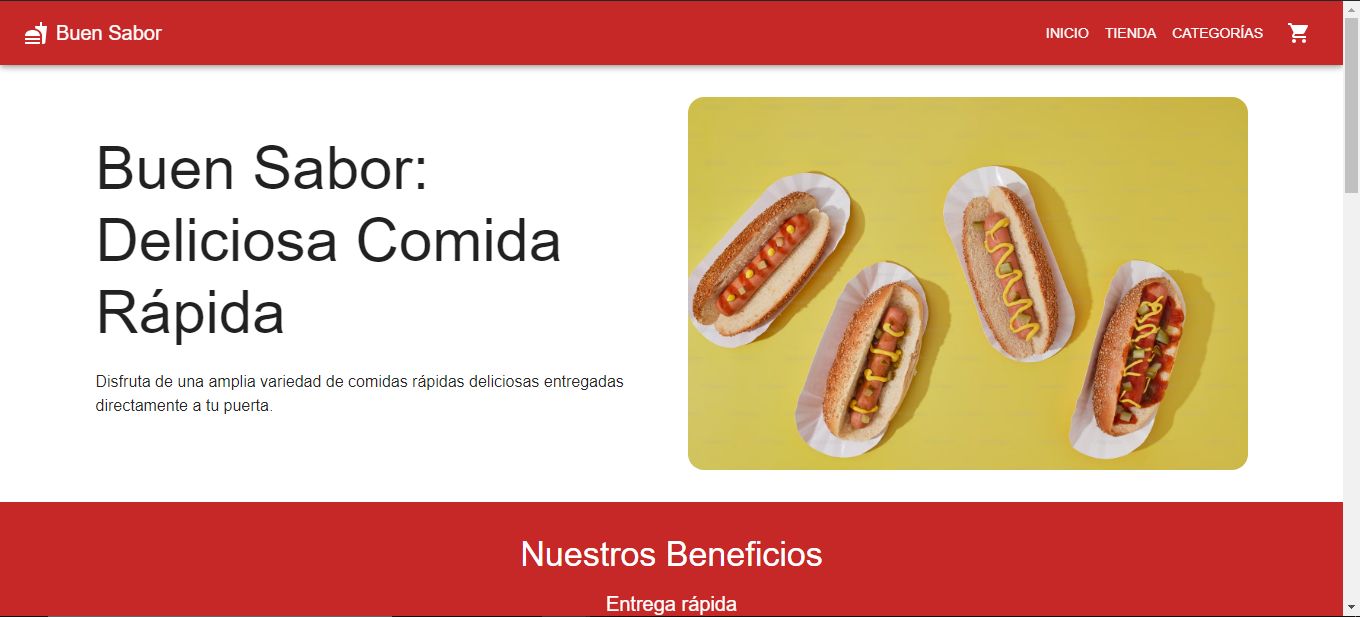 Buen Sabor
INICIO TIENDA CATEGORÍAS
Buen Sabor:
Deliciosa Comida
Rápida
Disfruta de una amplia variedad de comidas rápidas deliciosas entregadas
directamente a tu puerta.
Nuestros Beneficios
Entrega rápida